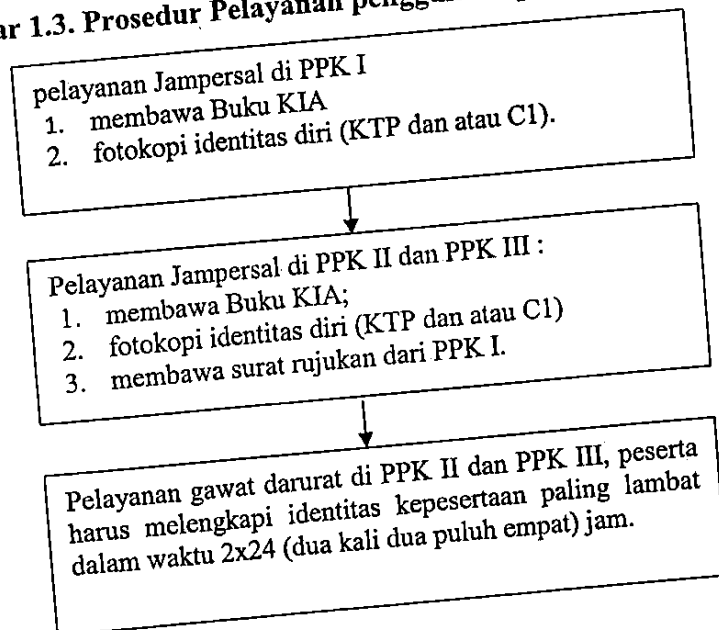 1.3. Prosedur Pelayanan
pelayanan Jampersal di PPK I
1. membawa Buku KIA
2. fotokopi identitas diri (KTP dan atau C1).
Pelayanan Jampersal di PPK II dan PPK III :
1. membawa Buku KIA;
2. fotokopi identitas diri (KTP dan atau C1)
3. membawa surat rujukan dari PPK I.
Pelayanan gawat darurat di PPK II dan PPK III, peserta
harus melengkapi identitas kepesertaan paling lambat
dalam waktu 2x24 (dua kali dua puluh empat) jam.